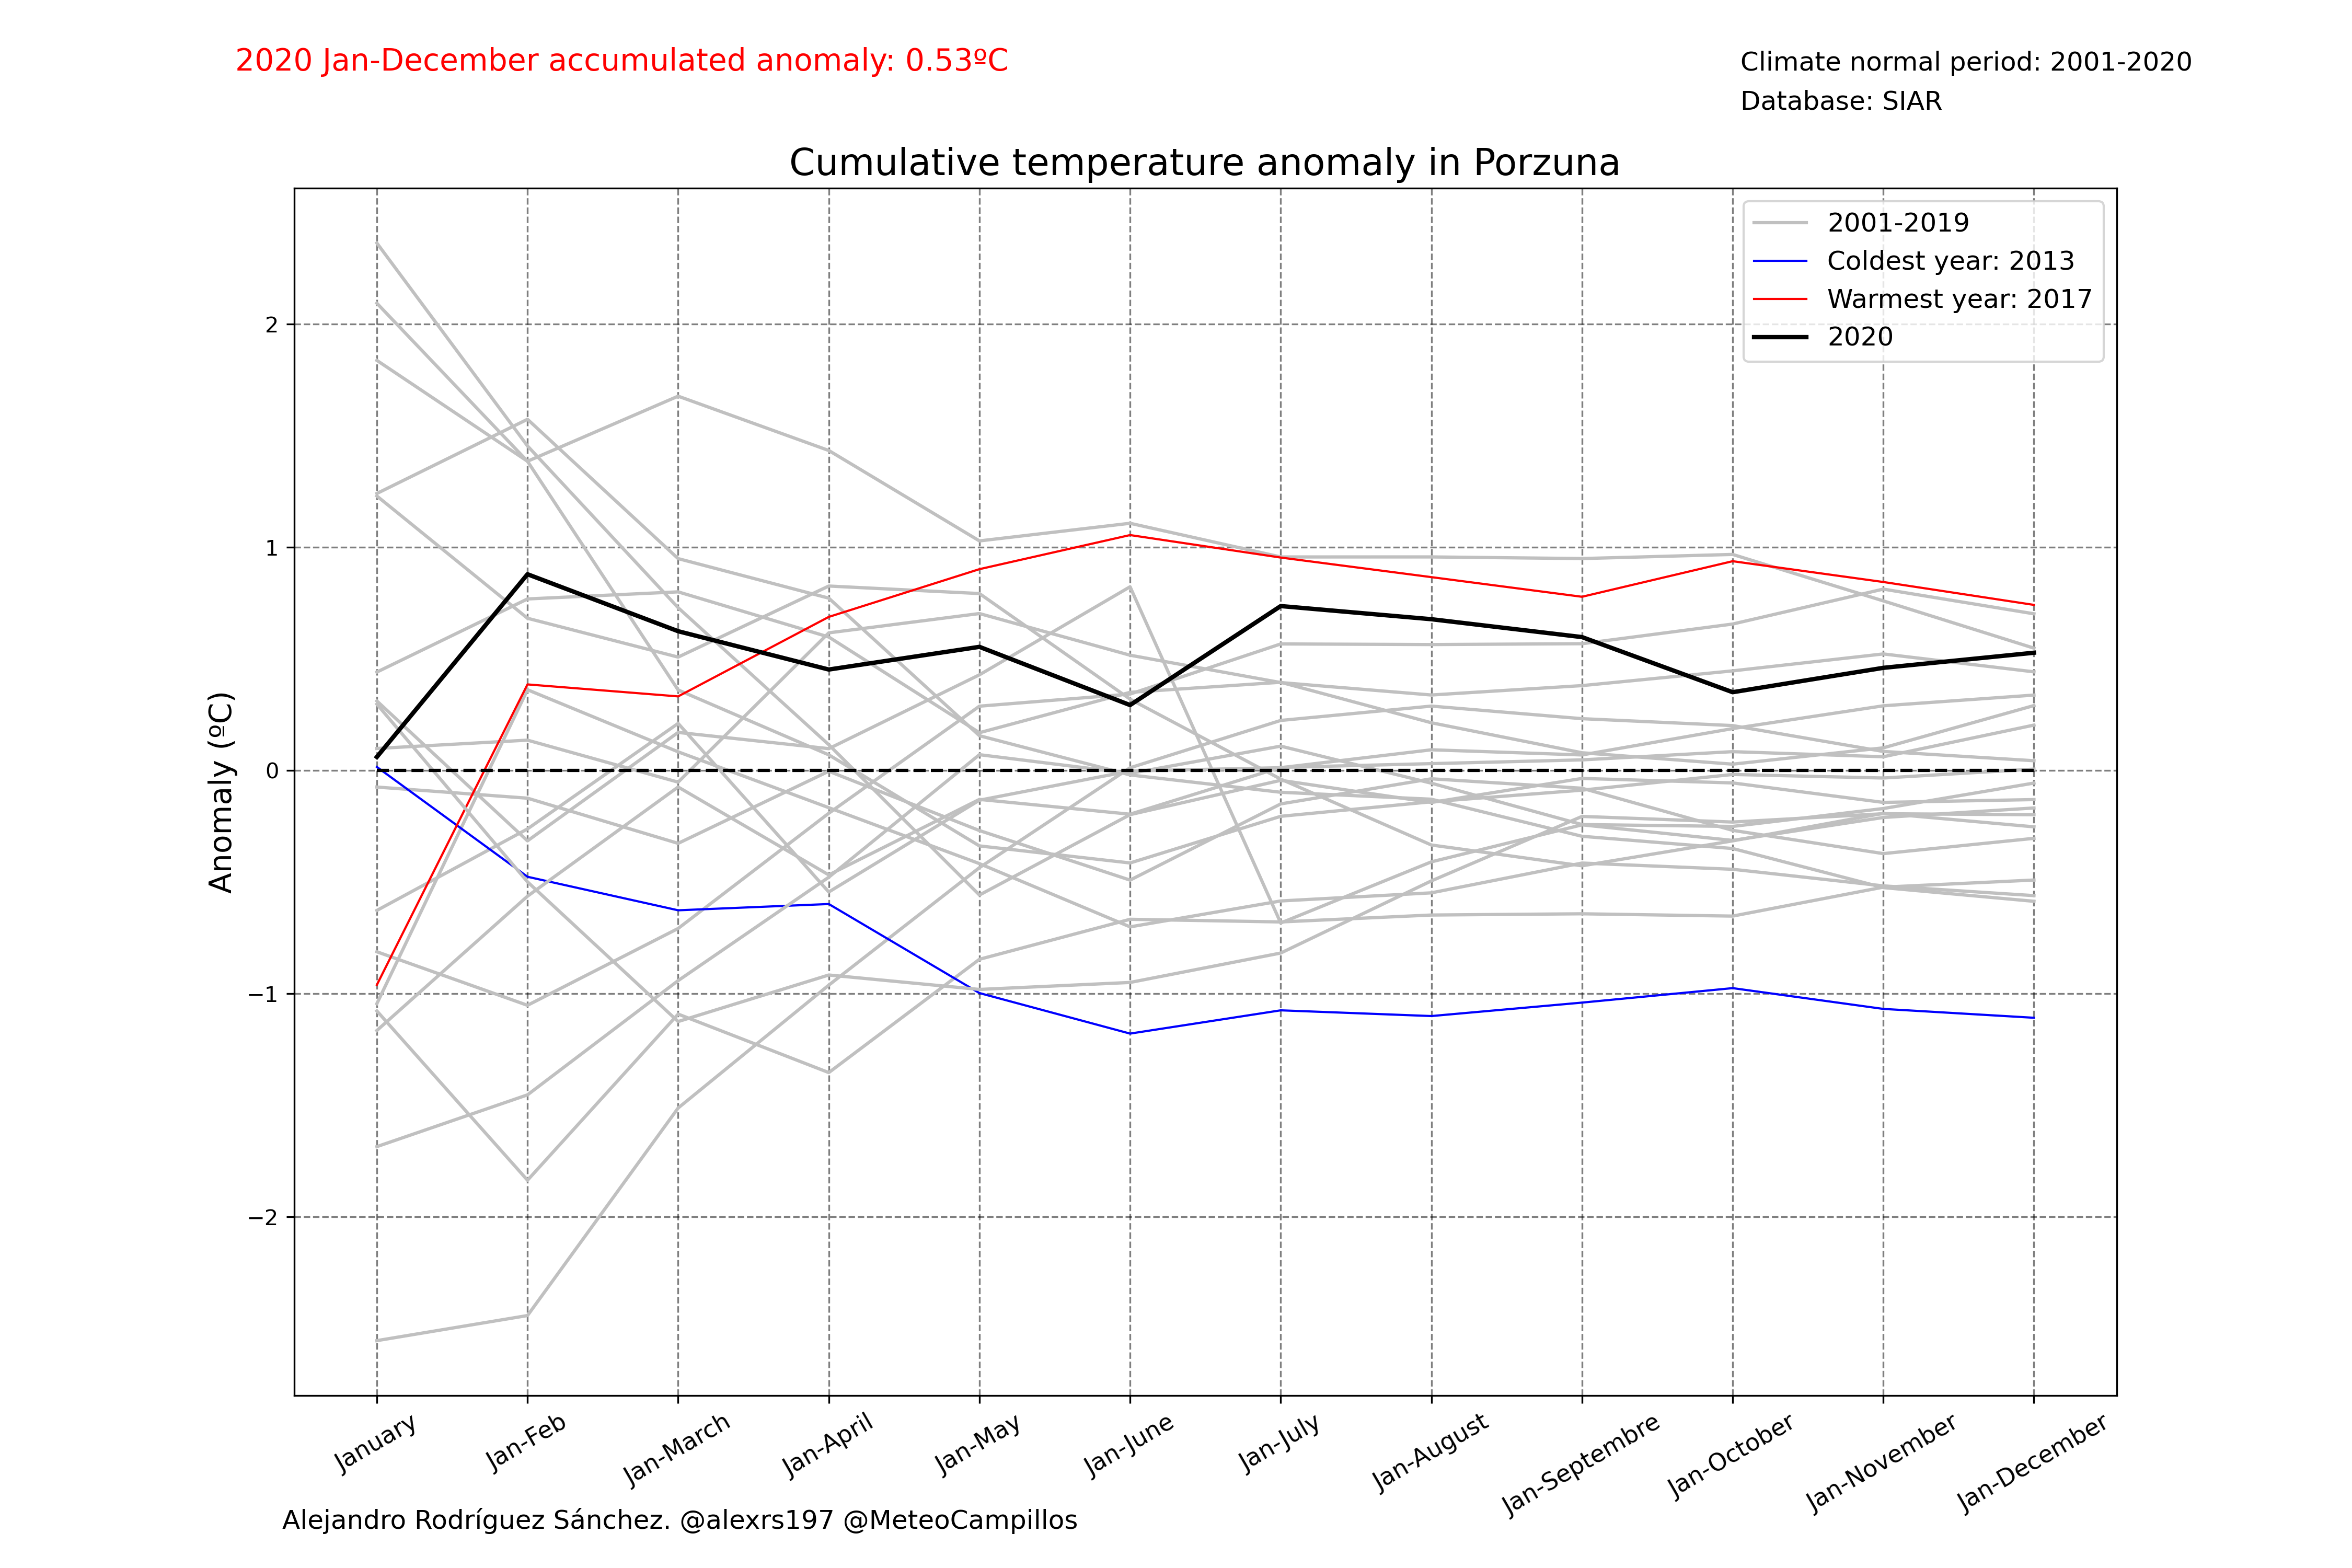 2020 Jan-December accumulated anomaly: 0.53ºC
Climate normal period: 2001-2020
Database: SIAR
Cumulative temperature anomaly in Porzuna
2001-2019
Coldest year: 2013
Warmest year: 2017
2020
Anomaly (ºC)
2
1
0
−1
−2
January
Jan-Feb
Jan-March
Jan-April
Jan-May
Jan-June
Jan-July
Jan-August
Jan-Septembre
Jan-October
Jan-November
Jan-December
Alejandro Rodríguez Sánchez. @alexrs197 @MeteoCampillos